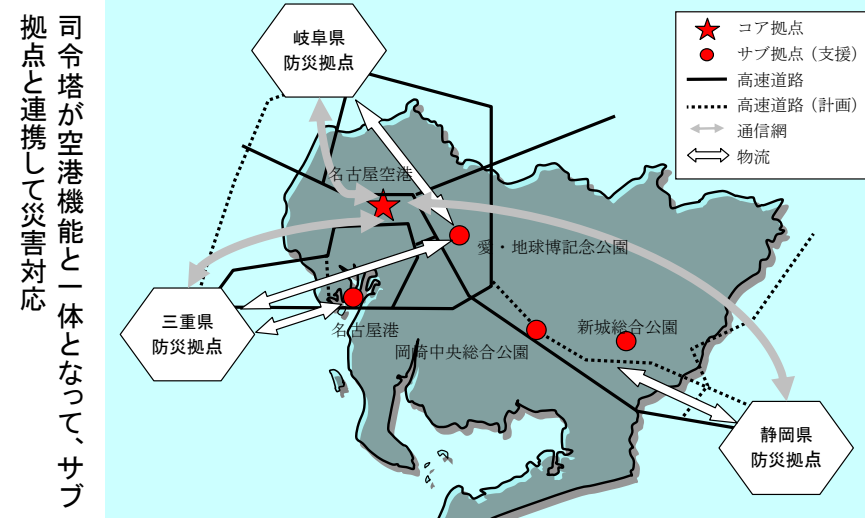 司令塔が空港機能と一体となって、サブ
拠点と連携して災害対応
岐阜県
防災拠点
コア拠点
サブ拠点（支援）
高速道路
高速道路（計画）
通信網
物流
名古屋空港
愛・地球博記念公園
三重県
防災拠点
名古屋港
岡崎中央総合公園
新城総合公園
静岡県
防災拠点